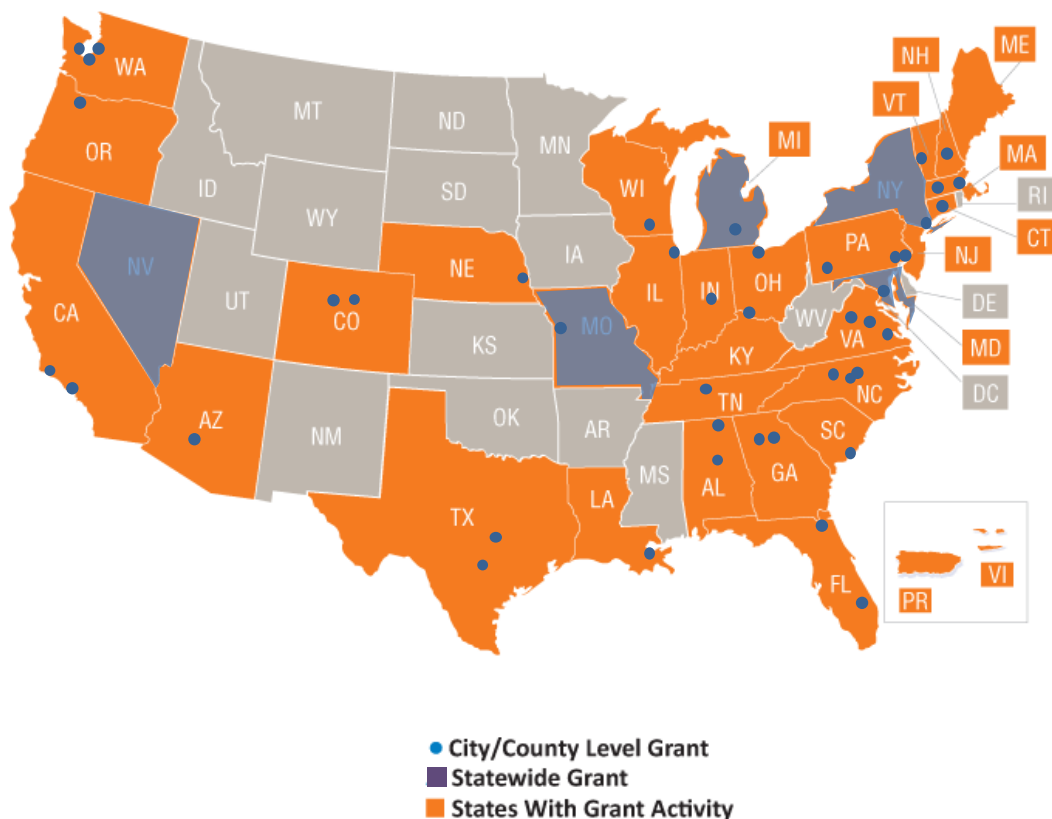 ME
NH
VT
WA
MT
ND
MN
OR
MI
MA
ID
SD
WI
NY
RI
WY
CT
PA
NV
NE
IA
NJ
IL
IN
OH
DE
UT
CO
CA
WV
MO
VA
MD
KS
KY
DC
NC
TN
AZ
OK
NM
AR
SC
MS
AL
GA
LA
TX
VI
FL
PR
City/County Level Grant
Statewide Grant
States With Grant Activity